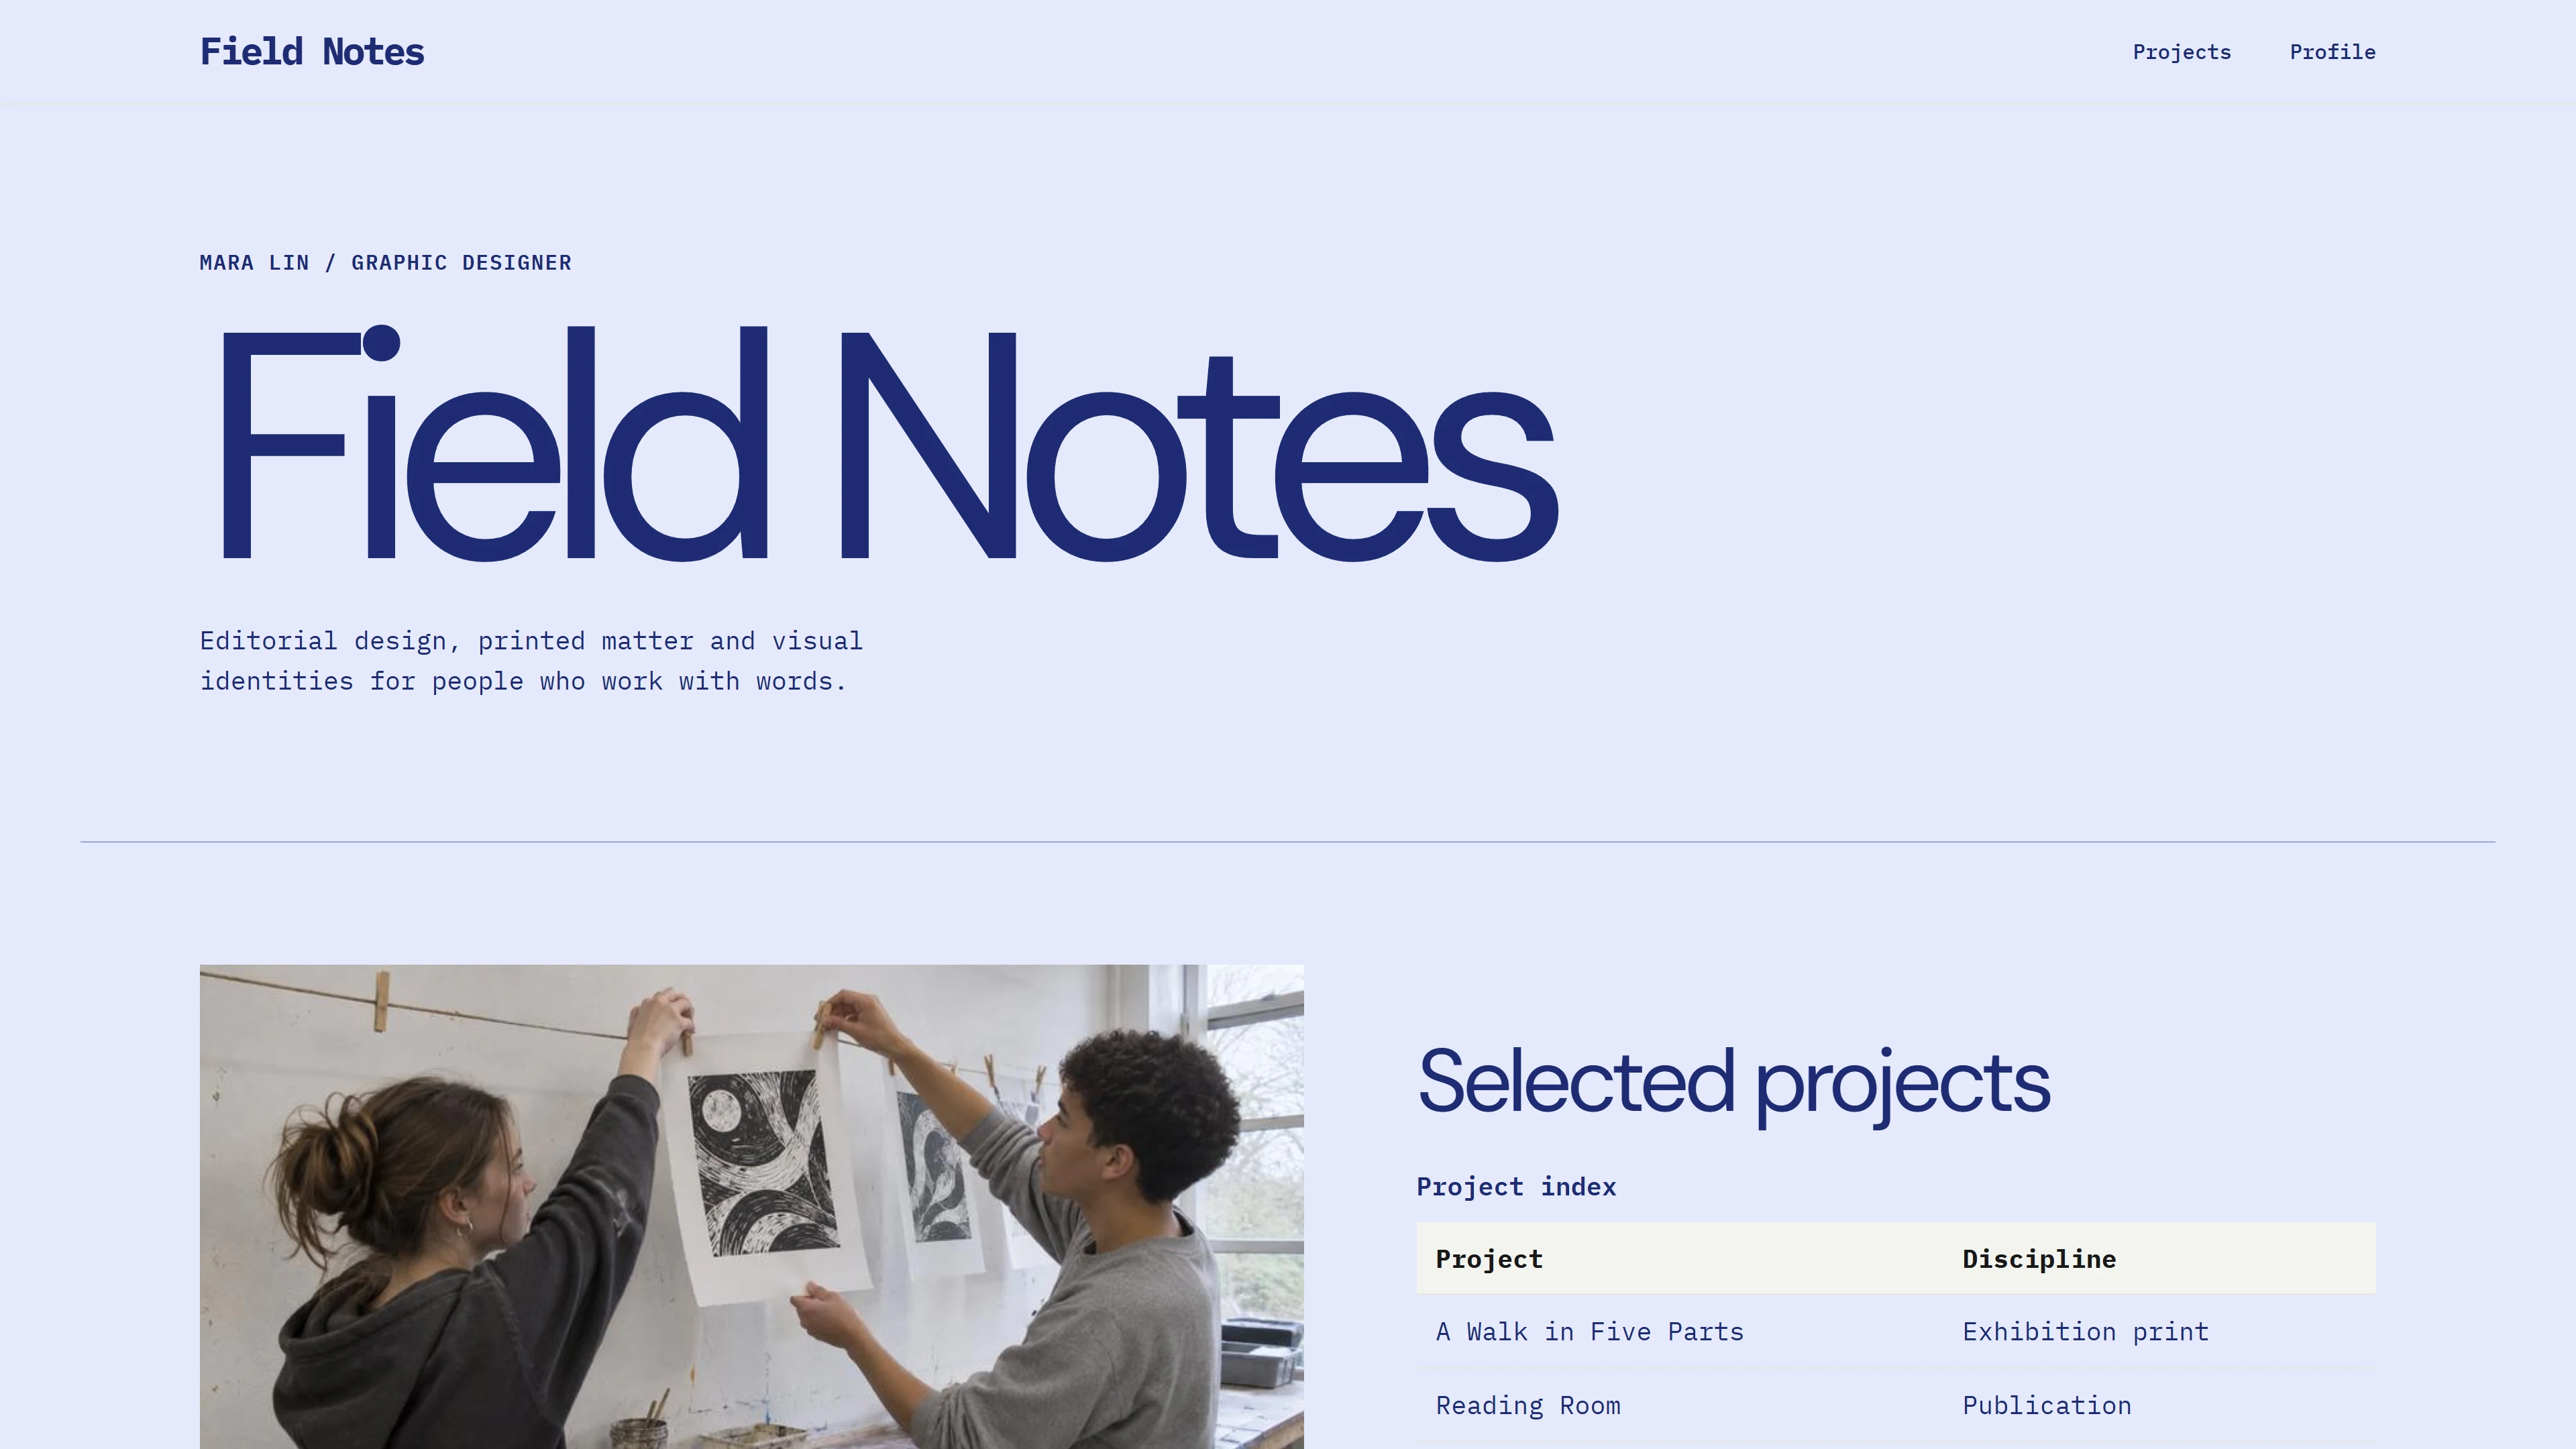 Field Notes
Projects
Profile
MARA LIN / GRAPHIC DESIGNER
Field Notes
Editorial design, printed matter and visual
identities for people who work with words.
Selected projects
Project index
Project Discipline
A Walk in Five Parts Exhibition print
Reading Room Publication